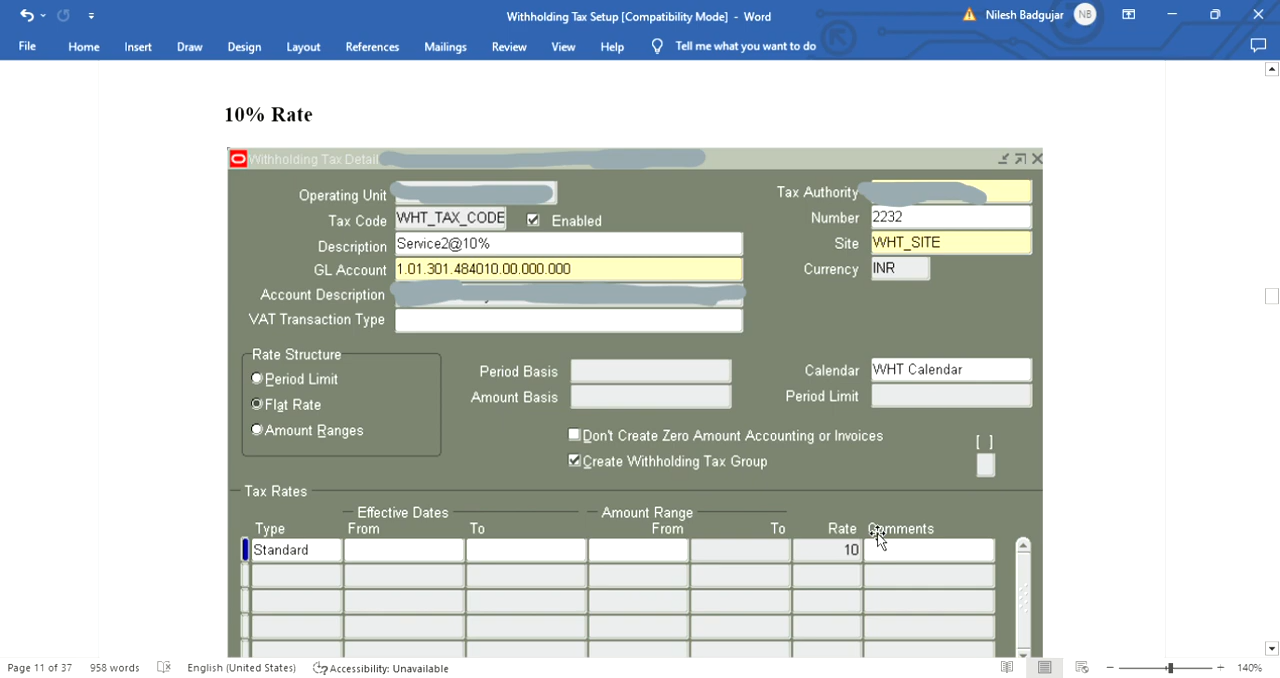 Withholding Tax Setup [Compatibility Mode] - Word
Nilesh Badgujar NB
File Home Insert Draw Design Layout References Mailings Review View Help Tell me what you want to do
10% Rate
Withholding Tax Detail
Operating Unit
Tax Authority
Tax Code WHT_TAX_CODE Enabled
Number 2232
Description Service2@10%
Site WHT_SITE
GL Account 1.01.301.484010.00.000.000
Currency INR
Account Description
VAT Transaction Type
Rate Structure
Period Limit
Flat Rate
Amount Ranges
Period Basis
Amount Basis
Calendar WHT Calendar
Period Limit
Don't Create Zero Amount Accounting or Invoices
[ ]
Create Withholding Tax Group
Tax Rates
Effective Dates
Amount Range
Type From To From To Rate Comments
Standard 10
Page 11 of 37 958 words English (United States) Accessibility: Unavailable 140%